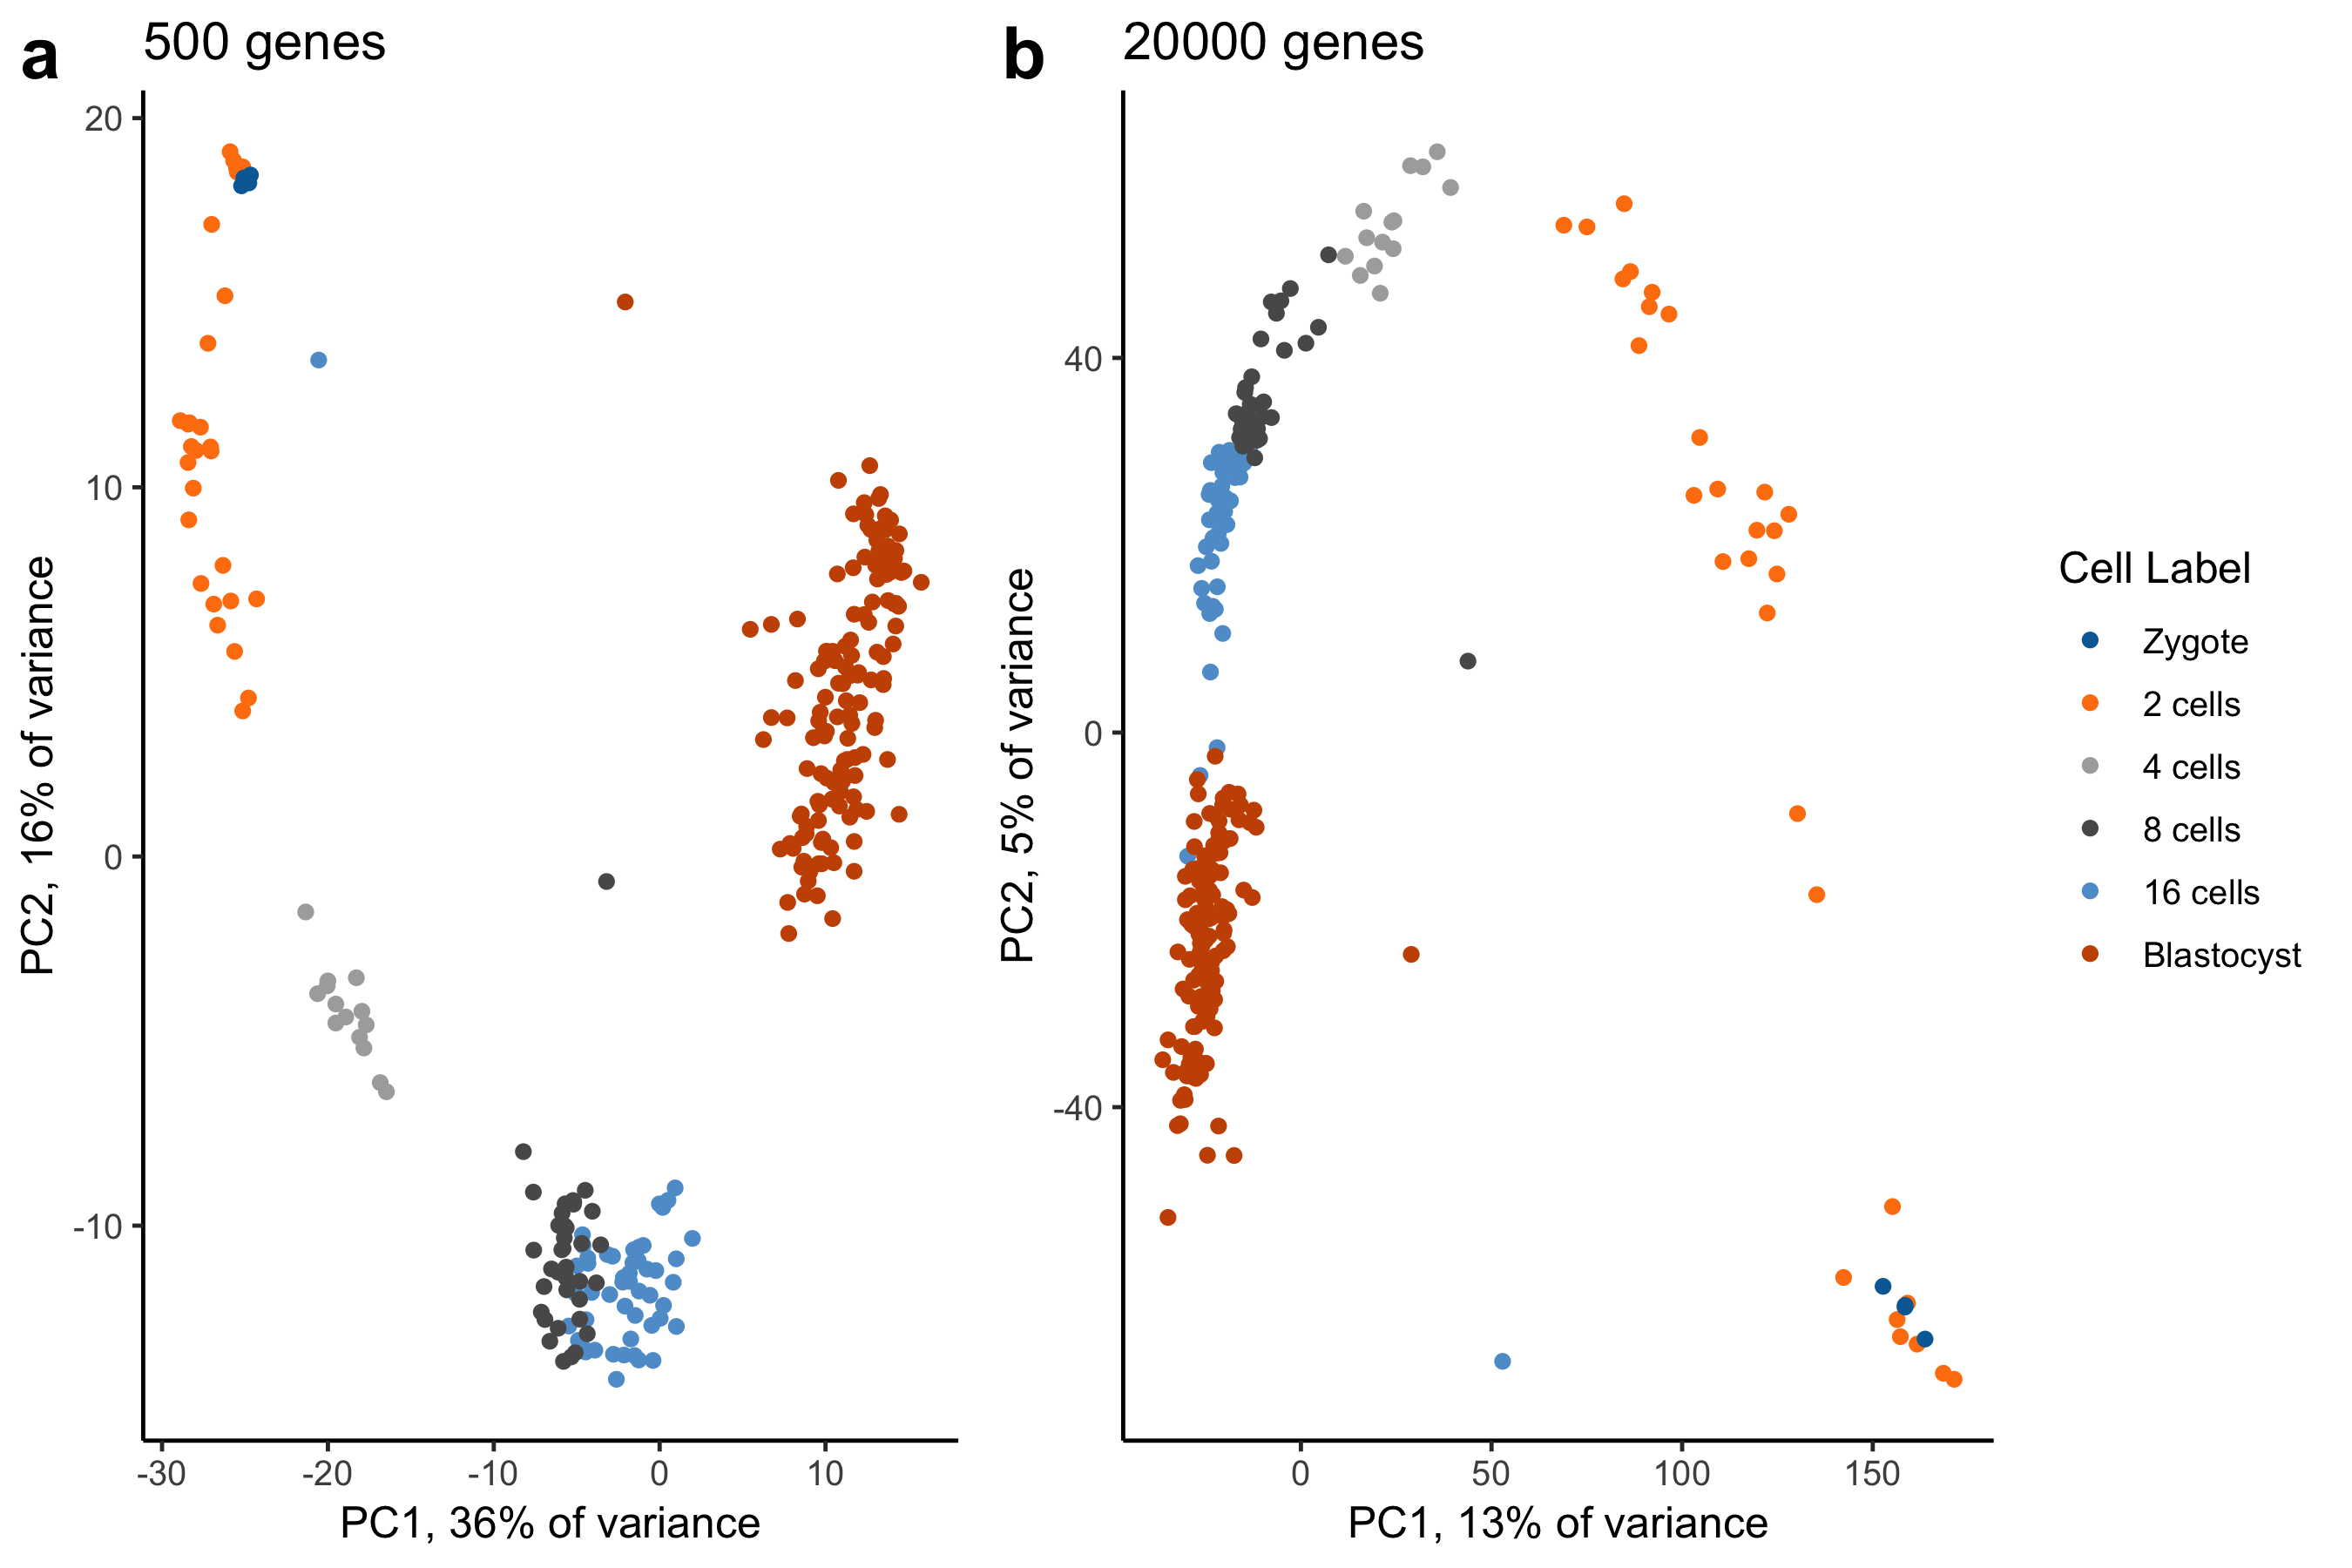 a
500 genes
20
10
0
-10
-30
-20
-10
0
10
PC1, 36% of variance
PC2, 16% of variance
b
20000 genes
40
0
-40
0
50
100
150
PC1, 13% of variance
PC2, 5% of variance
Cell Label
Zygote
2 cells
4 cells
8 cells
16 cells
Blastocyst